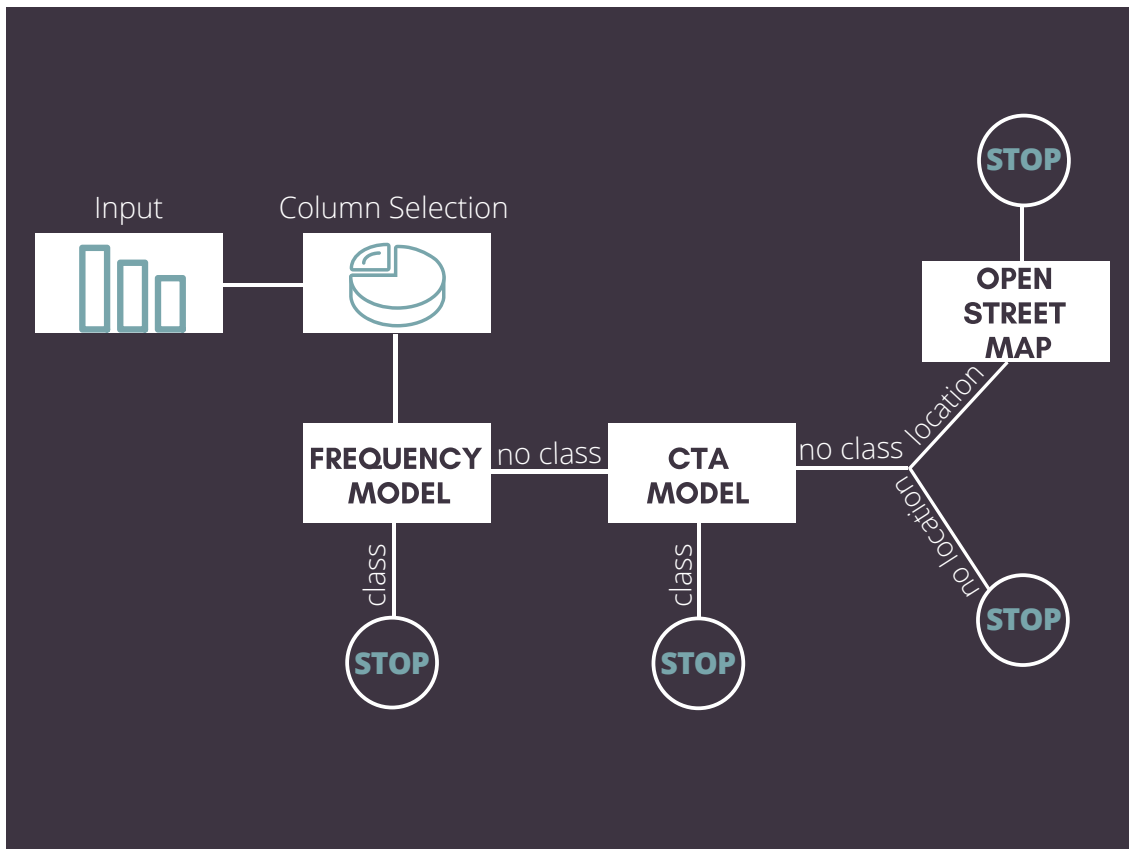 STOP
Input
Column Selection
OPEN
STREET
MAP
location
FREQUENCY
MODEL
no class
CTA
MODEL
no class
no location
class
class
STOP
STOP
STOP